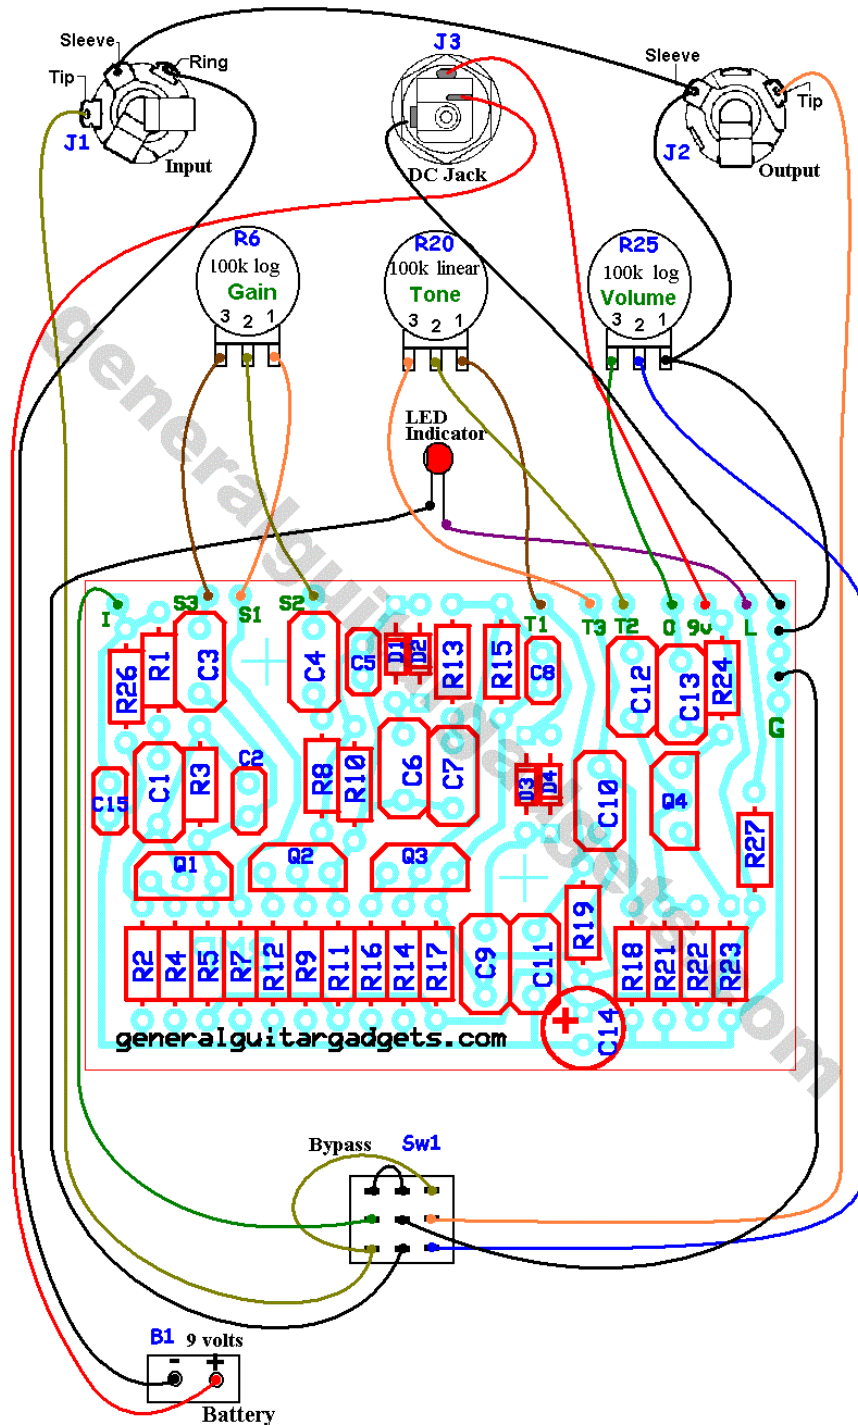 Sleeve
Ring
Tip
J1
Input
J3
DC Jack
Sleeve
Tip
J2
Output
R6
100k log
Gain
3 2 1
R20
100k linear
Tone
3 2 1
R25
100k log
Volume
3 2 1
LED
Indicator
generalguitargadgets.com
I S3 S1 S2 T1 T3 T2 O 9v L
G
R26 R1 C3 C4 C5 D1 D2 R13 R15 C8 C12 C13 R24
C15 C1 R3 C2 R8 R10 C6 C7 D3 D4 C10 Q4 R27
Q1 Q2 Q3
R2 R4 R5 R7 R12 R9 R11 R16 R14 R17 C9 C11 R19 R18 R21 R22 R23
+ C14
generalguitargadgets.com
Bypass Sw1
B1 9 volts
- +
Battery